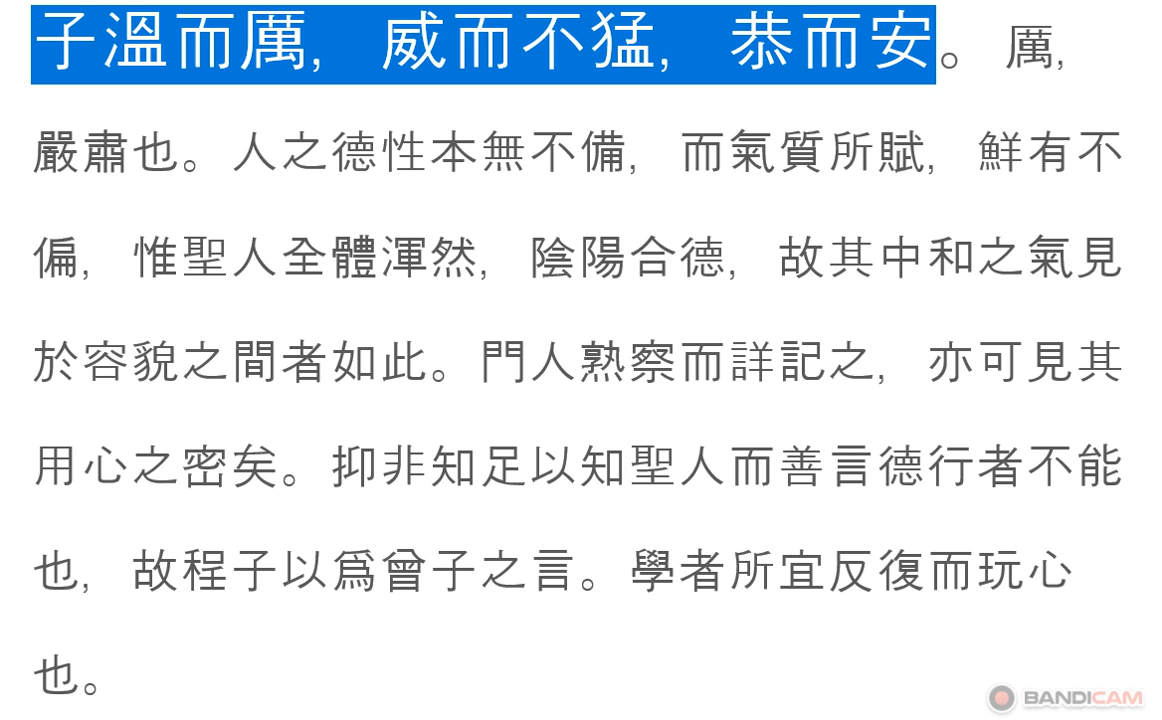 子溫而厲, 威而不猛, 恭而安。厲,
嚴肅也。人之德性本無不備, 而氣質所賦, 鮮有不
偏, 惟聖人全體渾然, 陰陽合德, 故其中和之氣見
於容貌之間者如此。門人熟察而詳記之, 亦可見其
用心之密矣。抑非知足以知聖人而善言德行者不能
也, 故程子以爲曾子之言。學者所宜反復而玩心
也。
BANDICAM